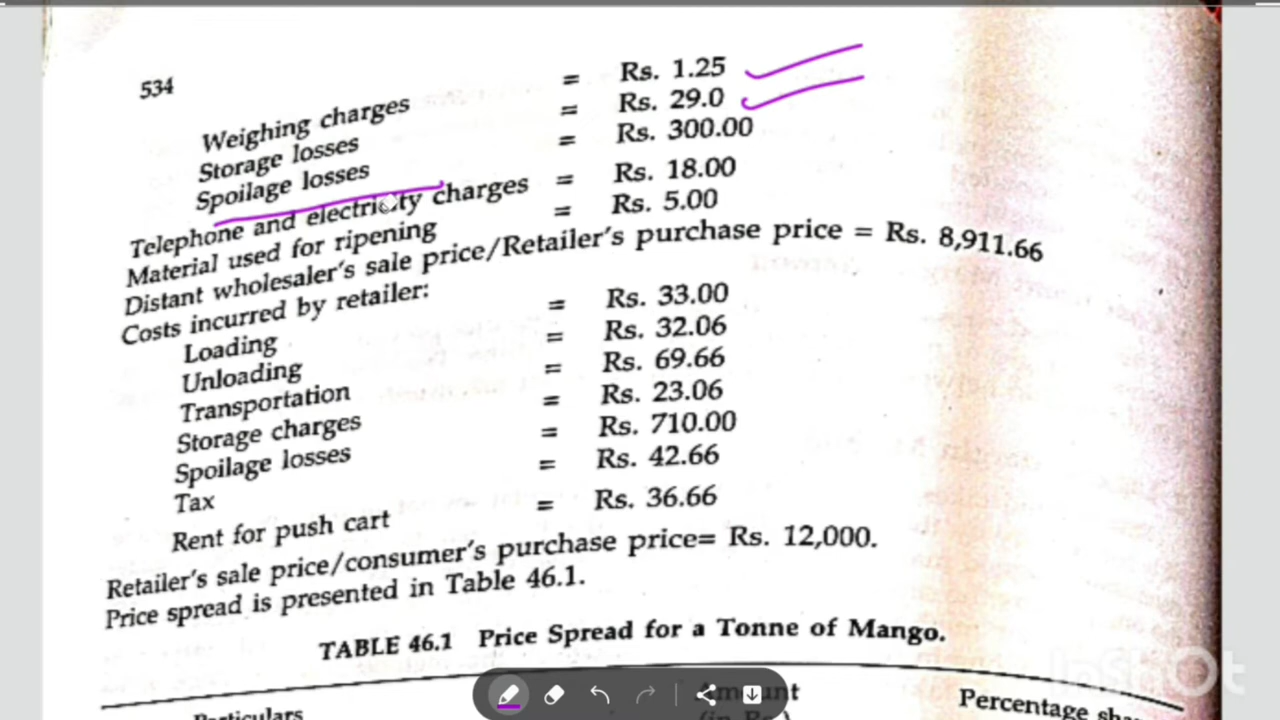 534
Weighing charges = Rs. 1.25
Storage losses = Rs. 29.0
Spoilage losses = Rs. 300.00
Telephone and electricity charges = Rs. 18.00
Material used for ripening = Rs. 5.00
Distant wholesaler's sale price/Retailer's purchase price = Rs. 8,911.66
Costs incurred by retailer:
Loading = Rs. 33.00
Unloading = Rs. 32.06
Transportation = Rs. 69.66
Storage charges = Rs. 23.06
Spoilage losses = Rs. 710.00
Tax = Rs. 42.66
Rent for push cart = Rs. 36.66
Retailer's sale price/consumer's purchase price= Rs. 12,000.
Price spread is presented in Table 46.1.
TABLE 46.1 Price Spread for a Tonne of Mango.
Particulars Amount Percentage
(in Rs.)
InShOt